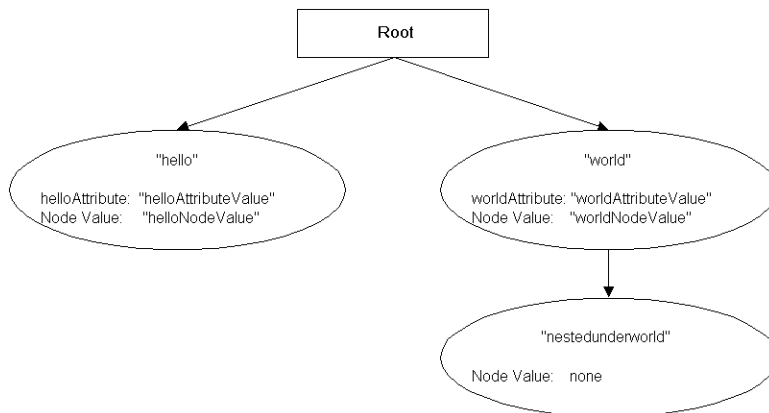 Root
"hello"
helloAttribute: "helloAttributeValue"
Node Value: "helloNodeValue"
"world"
worldAttribute: "worldAttributeValue"
Node Value: "worldNodeValue"
"nestedunderworld"
Node Value: none